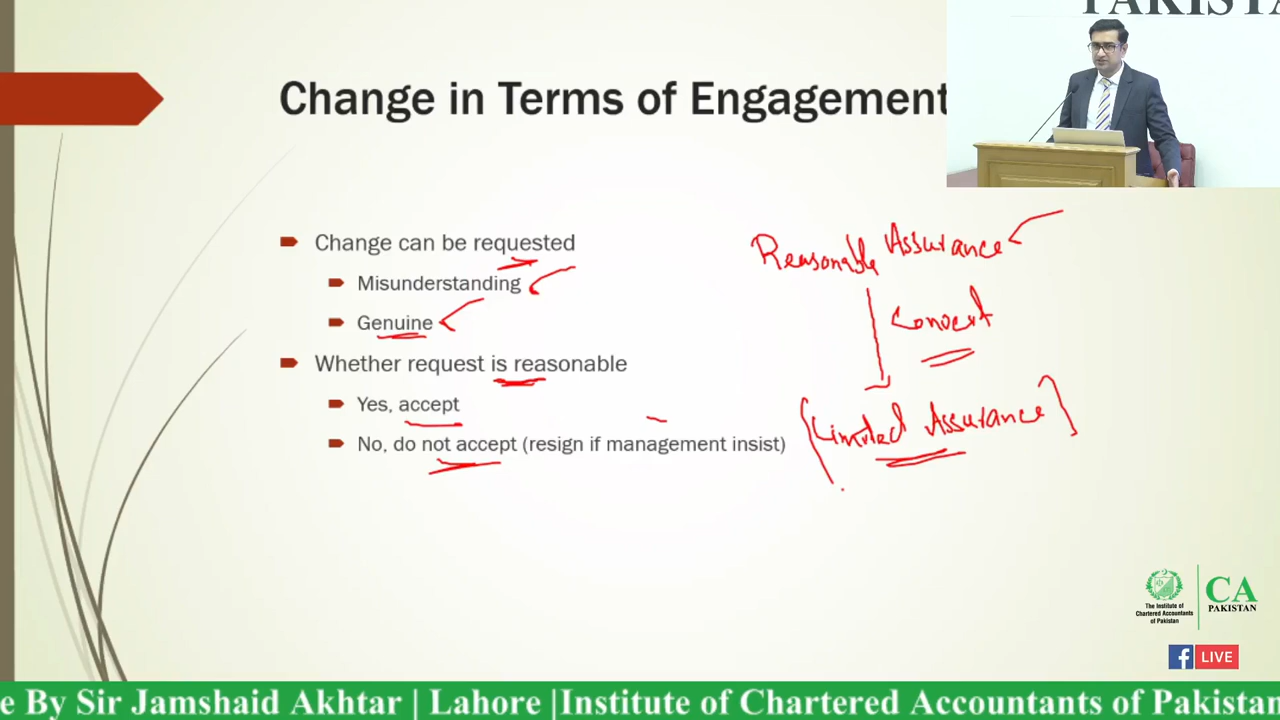 PAKISTA
Change in Terms of Engagement
Change can be requested
Misunderstanding
Genuine
Whether request is reasonable
Yes, accept
No, do not accept (resign if management insist)
Reasonable Assurance
Convert
Limited Assurance
The Institute of
Chartered Accountants
of Pakistan
CA
PAKISTAN
f LIVE
e By Sir Jamshaid Akhtar | Lahore |Institute of Chartered Accountants of Pakistan